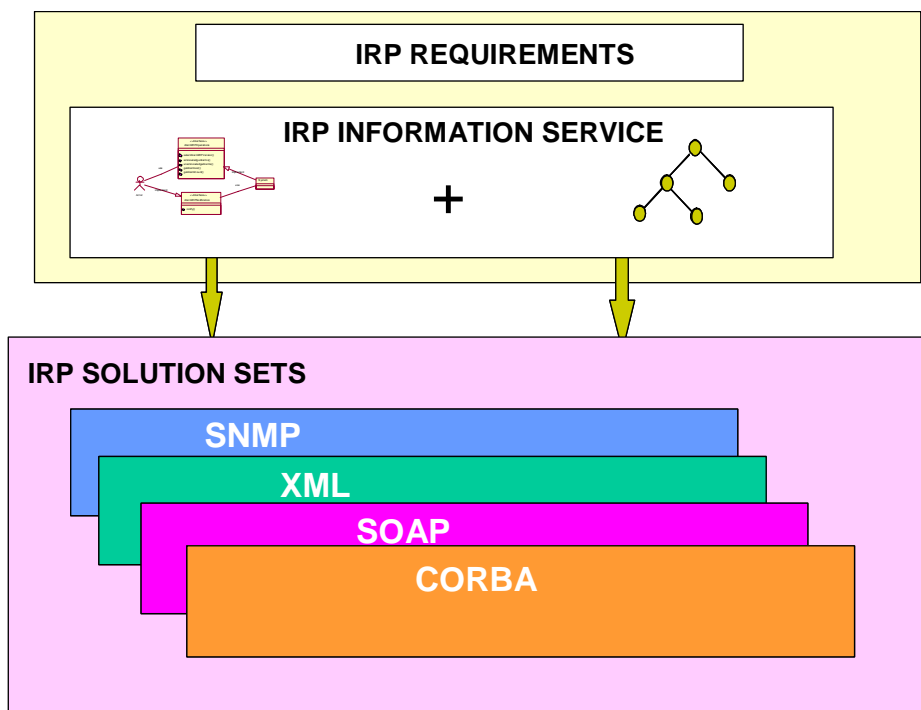 IRP REQUIREMENTS
IRP INFORMATION SERVICE
+
IRP SOLUTION SETS
SNMP
XML
SOAP
CORBA